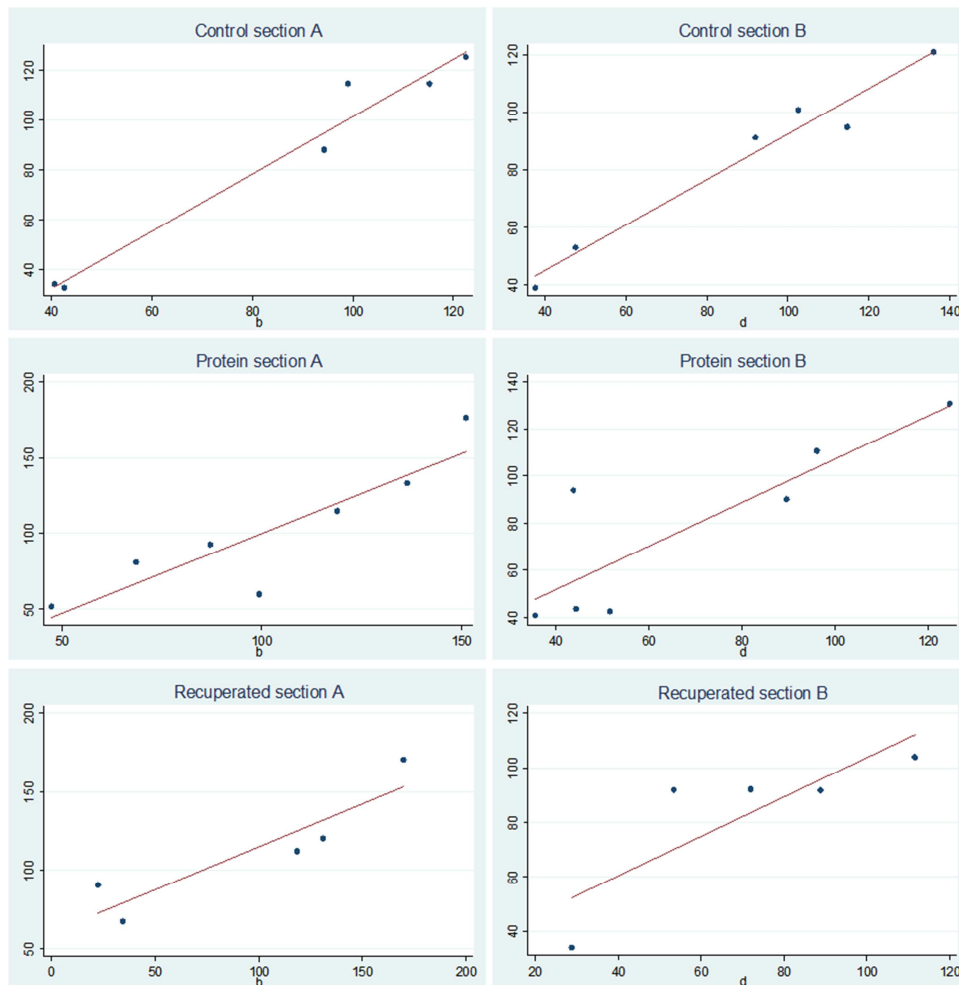 Control section A
120
100
80
60
40
40 60 80 100 120
b
Control section B
120
100
80
60
40
40 60 80 100 120 140
d
Protein section A
200
150
100
50
50 100 150
b
Protein section B
140
120
100
80
60
40
40 60 80 100 120
d
Recuperated section A
200
150
100
50
0 50 100 150 200
b
Recuperated section B
120
100
80
60
40
20 40 60 80 100 120
d